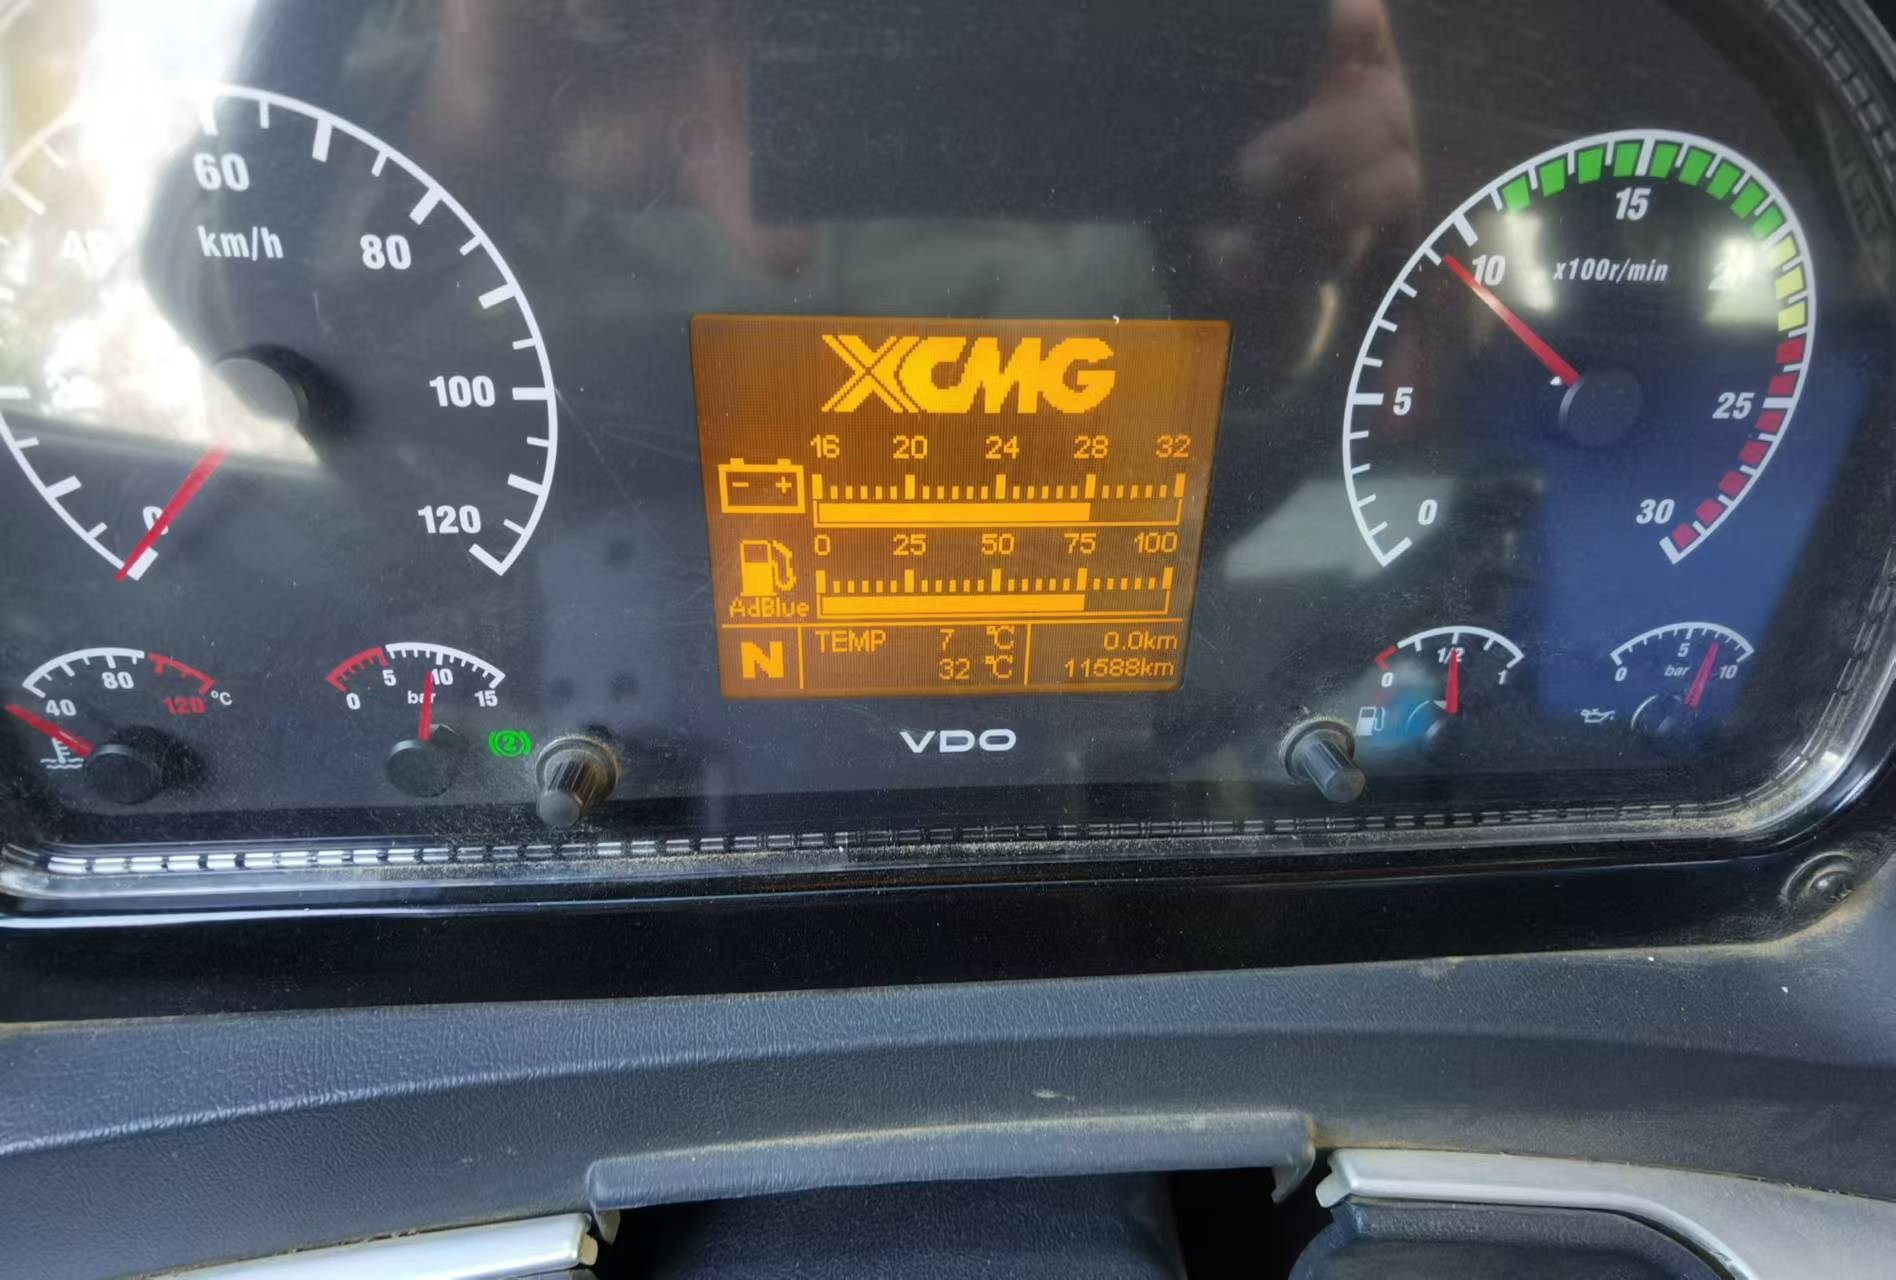 60
km/h
40
80
100
0
120
XCMG
16 20 24 28 32
- +
0 25 50 75 100
AdBlue
N TEMP 7 ℃ 0.0km
32 ℃ 11588km
VDO
15
10 x100r/min
5 25
0 30
40 80 120 °C
0 5 10 15
bar
(2)
0 1/2 1
0 5 10
bar